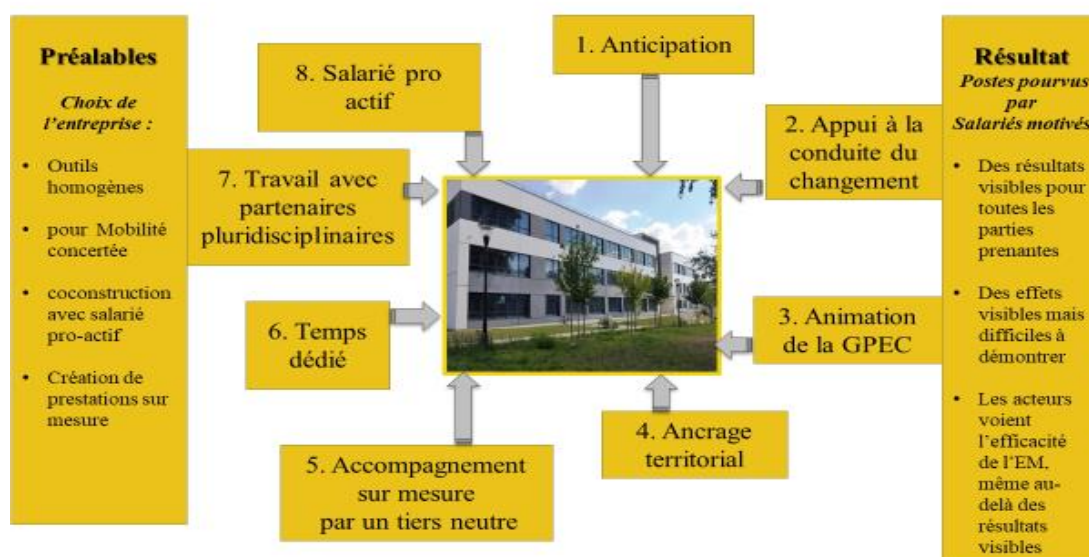 Préalables
Choix de
l'entreprise :
• Outils
homogènes
• pour Mobilité
concertée
• coconstruction
avec salarié
pro-actif
• Création de
prestations sur
mesure
1. Anticipation
2. Appui à la
conduite du
changement
3. Animation
de la GPEC
4. Ancrage
territorial
5. Accompagnement
sur mesure
par un tiers neutre
6. Temps
dédié
7. Travail avec
partenaires
pluridisciplinaires
8. Salarié pro
actif
Résultat
Postes pourvus
par
Salariés motivés
• Des résultats
visibles pour
toutes les
parties
prenantes
• Des effets
visibles mais
difficiles à
démontrer
• Les acteurs
voient
l'efficacité
de l'EM,
même au-
delà des
résultats
visibles